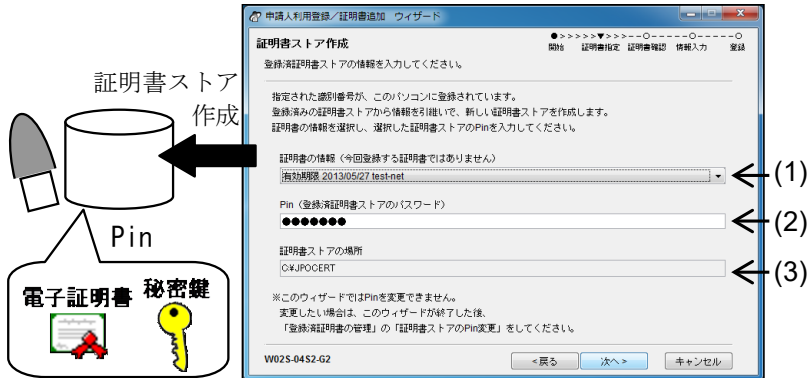 申請人利用登録／証明書追加　ウィザード
証明書ストア作成
●>>>>>▼>>>--○-----○-----○
開始 証明書指定 証明書確認 情報入力 登録
登録済証明書ストアの情報を入力してください。
指定された識別番号が、このパソコンに登録されています。
登録済みの証明書ストアから情報を引継いで、新しい証明書ストアを作成します。
証明書の情報を選択し、選択した証明書ストアのPinを入力してください。
証明書の情報（今回登録する証明書ではありません）
有効期限 2013/05/27 test-net
(1)
Pin（登録済証明書ストアのパスワード）
●●●●●●●
(2)
証明書ストアの場所
C:¥JPOCERT
(3)
※このウィザードではPinを変更できません。
変更したい場合は、このウィザードが終了した後、
「登録済証明書の管理」の「証明書ストアのPin変更」をしてください。
W02S-04S2-G2
<戻る
次へ>
キャンセル
証明書ストア
作成
Pin
電子証明書
秘密鍵